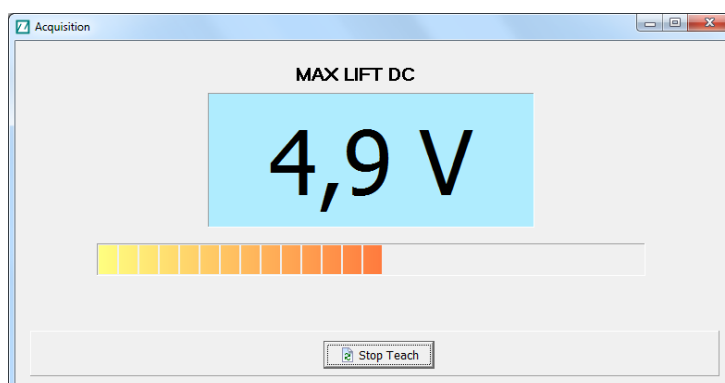 Acquisition
MAX LIFT DC
4,9 V
Stop Teach